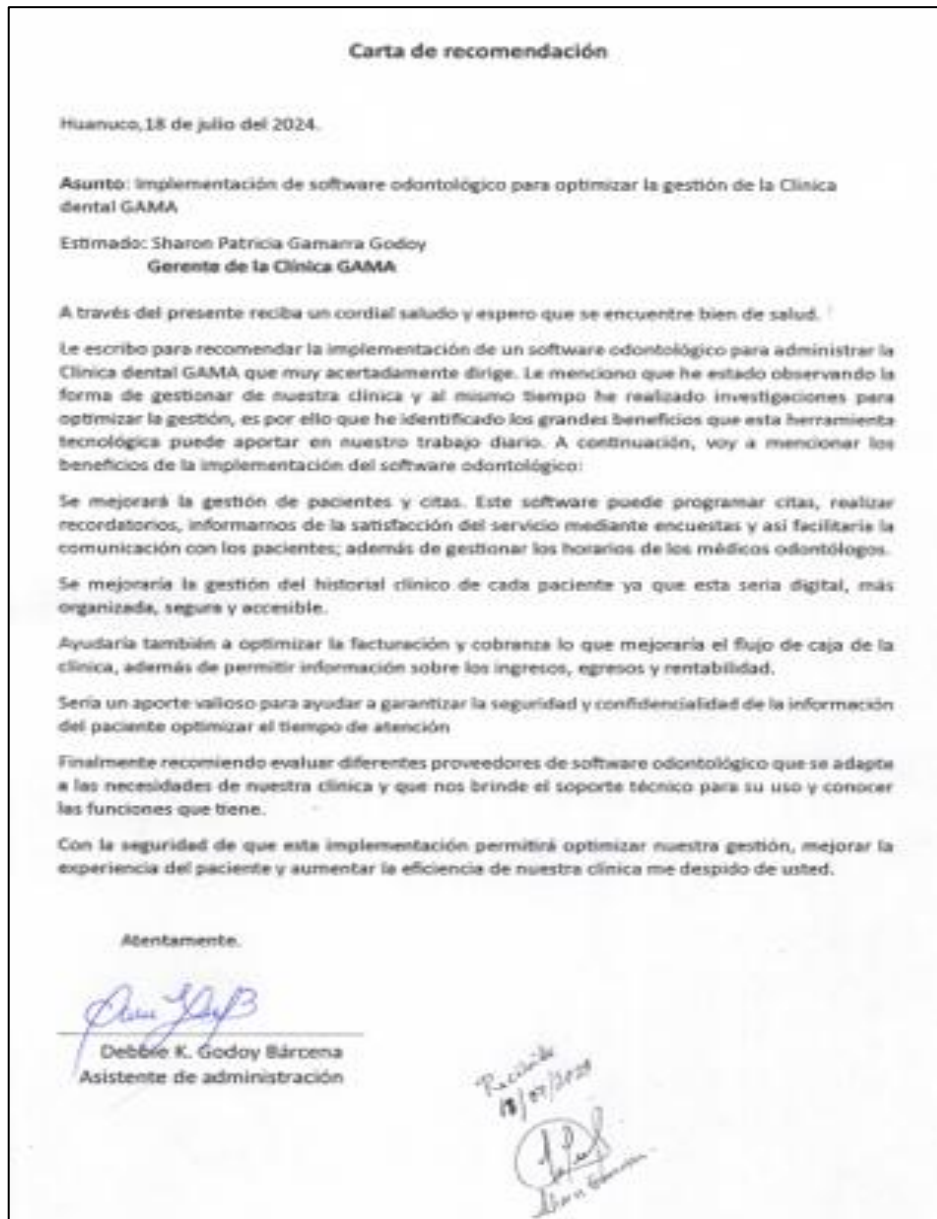 Carta de recomendación
Huanuco,18 de julio del 2024.
Asunto: Implementación de software odontológico para optimizar la gestión de la Clínica
dental GAMA
Estimado: Sharon Patricia Gamarra Godoy
Gerente de la Clínica GAMA
A través del presente reciba un cordial saludo y espero que se encuentre bien de salud.
Le escribo para recomendar la implementación de un software odontológico para administrar la
Clínica dental GAMA que muy acertadamente dirige. Le menciono que he estado observando la
forma de gestionar de nuestra clínica y al mismo tiempo he realizado investigaciones para
optimizar la gestión, es por ello que he identificado los grandes beneficios que esta herramienta
tecnológica puede aportar en nuestro trabajo diario. A continuación, voy a mencionar los
beneficios de la implementación del software odontológico:
Se mejorará la gestión de pacientes y citas. Este software puede programar citas, realizar
recordatorios, informarnos de la satisfacción del servicio mediante encuestas y así facilitaría la
comunicación con los pacientes; además de gestionar los horarios de los médicos odontólogos.
Se mejoraría la gestión del historial clínico de cada paciente ya que esta seria digital, más
organizada, segura y accesible.
Ayudaría también a optimizar la facturación y cobranza lo que mejoraría el flujo de caja de la
clínica, además de permitir información sobre los ingresos, egresos y rentabilidad.
Sería un aporte valioso para ayudar a garantizar la seguridad y confidencialidad de la información
del paciente optimizar el tiempo de atención
Finalmente recomiendo evaluar diferentes proveedores de software odontológico que se adapte
a las necesidades de nuestra clínica y que nos brinde el soporte técnico para su uso y conocer
las funciones que tiene.
Con la seguridad de que esta implementación permitirá optimizar nuestra gestión, mejorar la
experiencia del paciente y aumentar la eficiencia de nuestra clínica me despido de usted.
Atentamente.
Debbie K. Godoy Bárcena
Asistente de administración
Recibido
18/07/2024